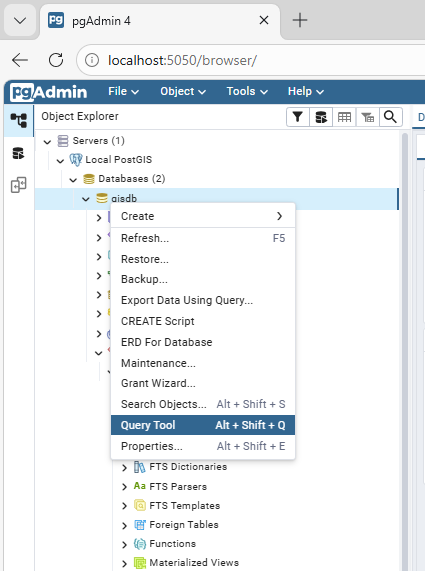 pgAdmin 4
localhost:5050/browser/
pgAdmin File Object Tools Help
Object Explorer
Servers (1)
Local PostGIS
Databases (2)
gisdb
Create
Refresh... F5
Restore...
Backup...
Export Data Using Query...
CREATE Script
ERD For Database
Maintenance...
Grant Wizard...
Search Objects... Alt + Shift + S
Query Tool Alt + Shift + Q
Properties... Alt + Shift + E
FTS Dictionaries
Aa FTS Parsers
FTS Templates
Foreign Tables
Functions
Materialized Views